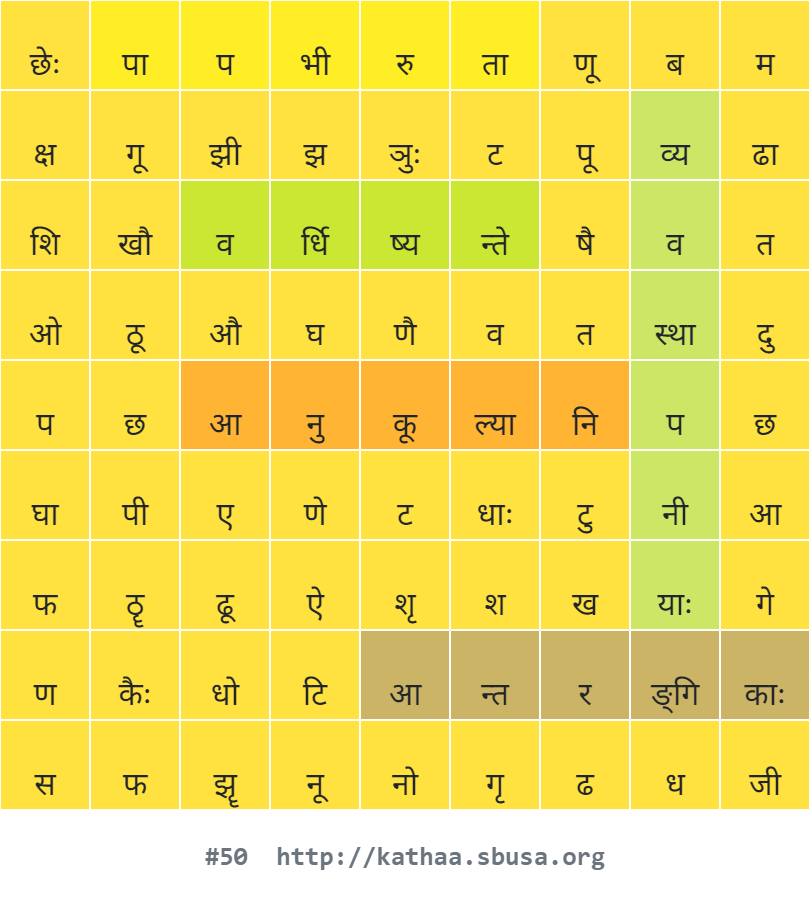 छेः पा प भी रु ता णू ब म
क्ष गू झी झ ञुः ट पू व्य ढा
शि खौ व र्धि ष्य न्ते षै व त
ओ ठू औ घ णै व त स्था दु
प छ आ नु कू ल्या नि प छ
घा पी ए णे ट धाः टु नी आ
फ ठॄ ढू ऐ शृ श ख याः गे
ण कैः धो टि आ न्त र ङ्गि काः
स फ झॄ नू नो गृ ढ ध जी
#50 http://kathaa.sbusa.org